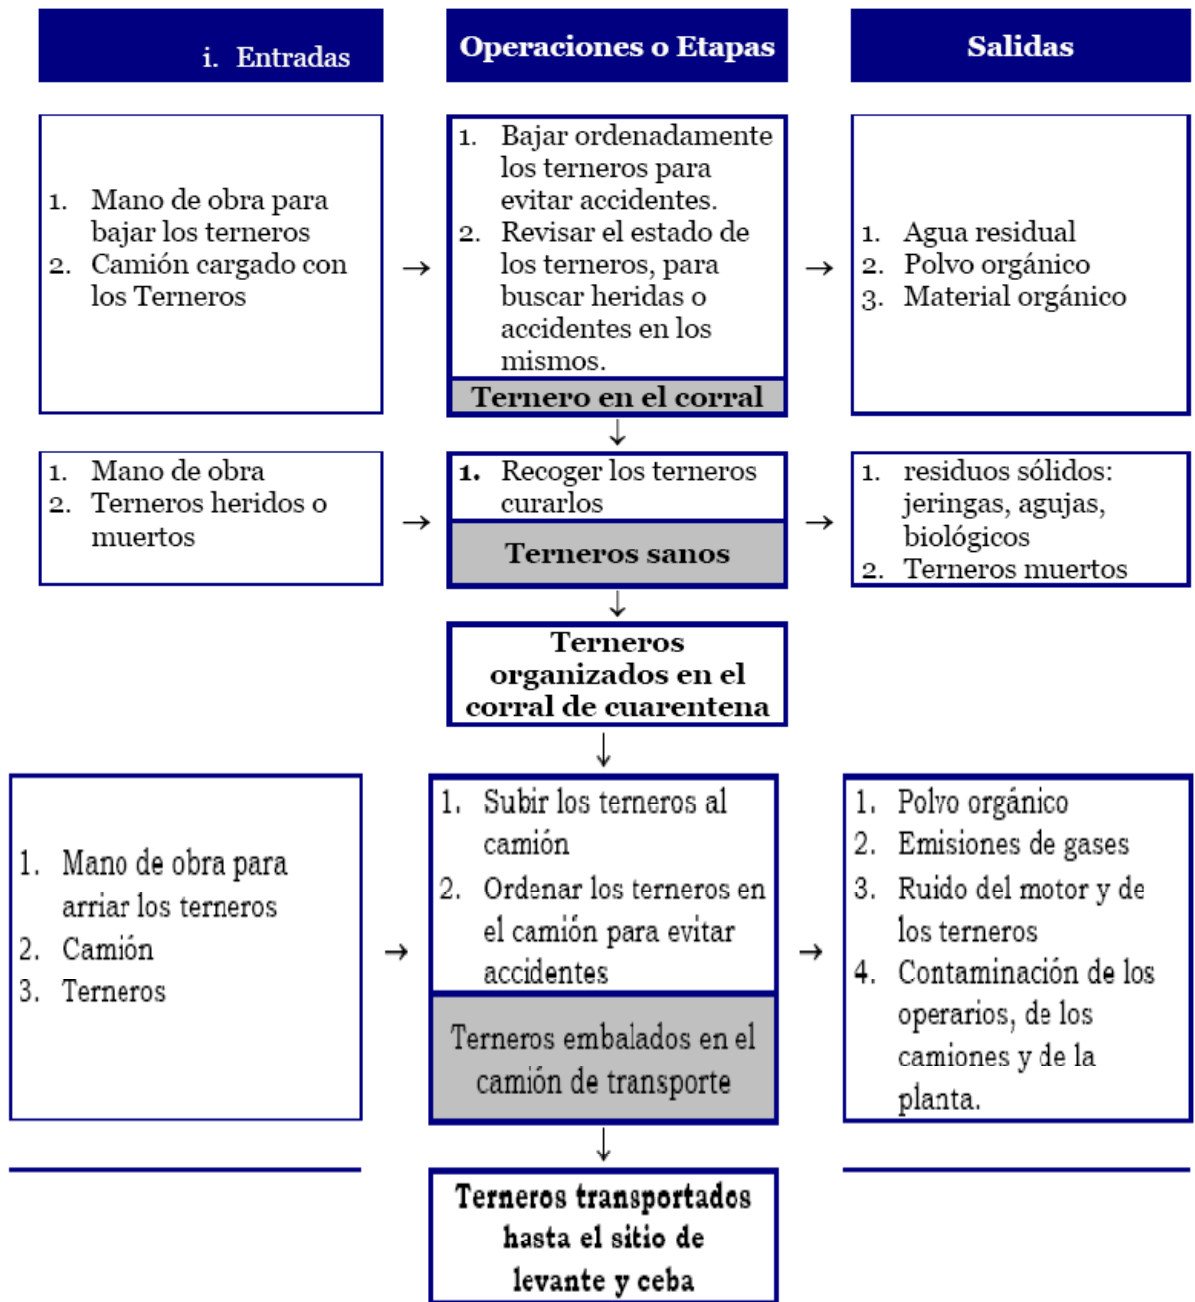 i. Entradas
Operaciones o Etapas
Salidas
1. Mano de obra para
bajar los terneros
2. Camión cargado con
los Terneros
→
1. Bajar ordenadamente
los terneros para
evitar accidentes.
2. Revisar el estado de
los terneros, para
buscar heridas o
accidentes en los
mismos.
Ternero en el corral
→
1. Agua residual
2. Polvo orgánico
3. Material orgánico
↓
1. Mano de obra
2. Terneros heridos o
muertos
→
1. Recoger los terneros
curarlos
Terneros sanos
→
1. residuos sólidos:
jeringas, agujas,
biológicos
2. Terneros muertos
↓
Terneros
organizados en el
corral de cuarentena
↓
1. Mano de obra para
arriar los terneros
2. Camión
3. Terneros
→
1. Subir los terneros al
camión
2. Ordenar los terneros en
el camión para evitar
accidentes
Terneros embalados en el
camión de transporte
→
1. Polvo orgánico
2. Emisiones de gases
3. Ruido del motor y de
los terneros
4. Contaminación de los
operarios, de los
camiones y de la
planta.
↓
Terneros transportados
hasta el sitio de
levante y ceba